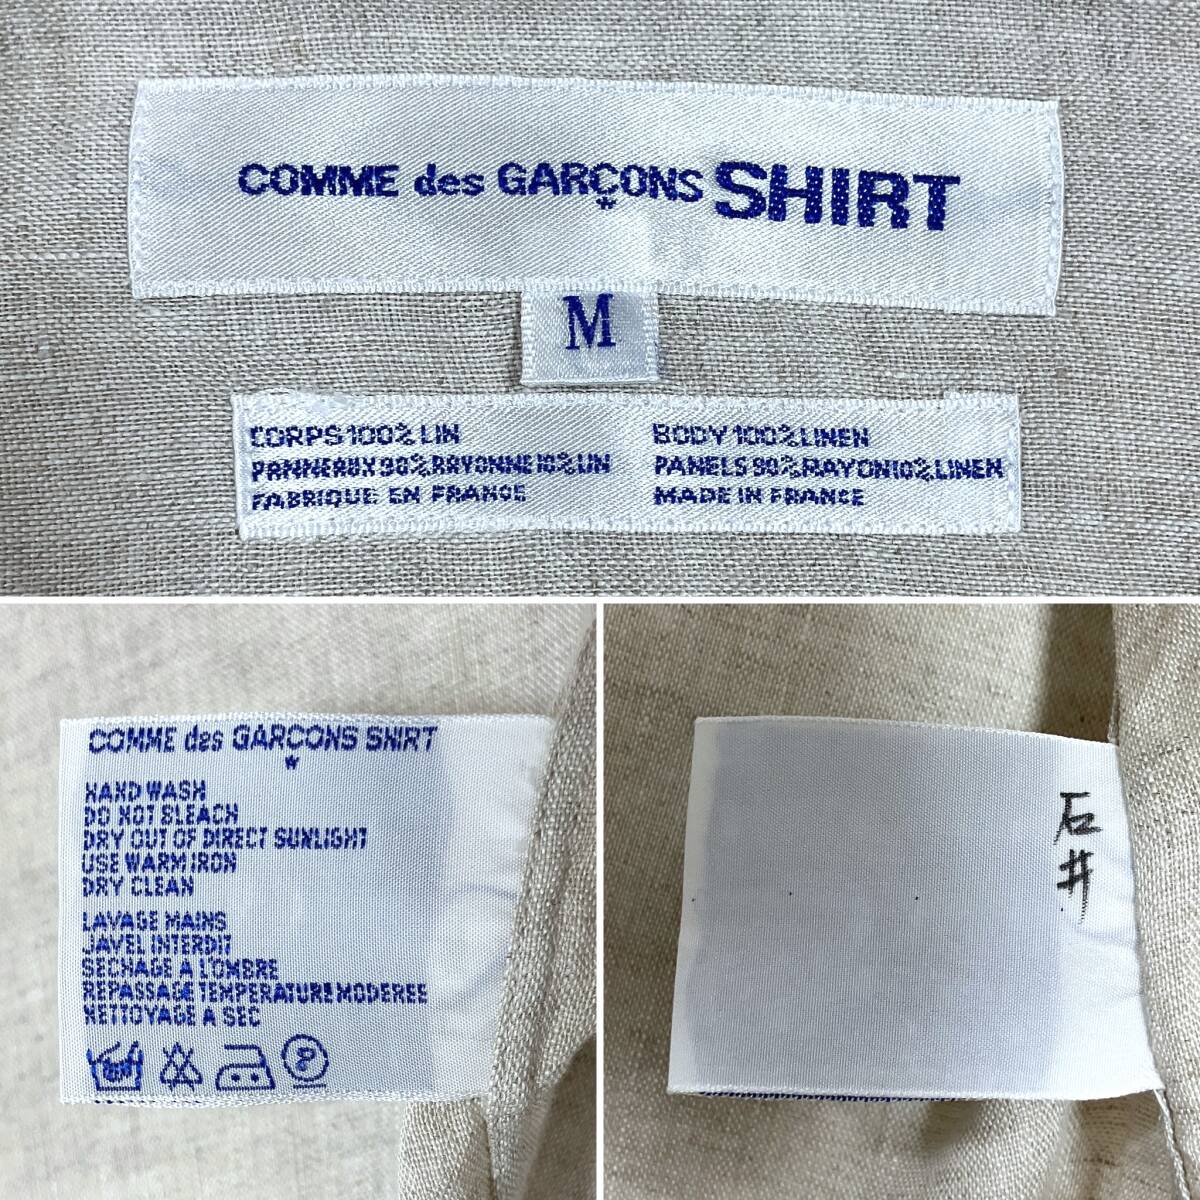 COMME des GARÇONS SHIRT
M
CORPS 100% LIN
PANNEAUX 90% RAYONNE 10% LIN
FABRIQUE EN FRANCE
BODY 100% LINEN
PANELS 90% RAYON 10% LINEN
MADE IN FRANCE
COMME des GARÇONS SHIRT
HAND WASH
DO NOT BLEACH
DRY OUT OF DIRECT SUNLIGHT
USE WARM IRON
DRY CLEAN
LAVAGE MAINS
JAVEL INTERDIT
SECHAGE A L'OMBRE
REPASSAGE TEMPERATURE MODEREE
NETTOYAGE A SEC
石井